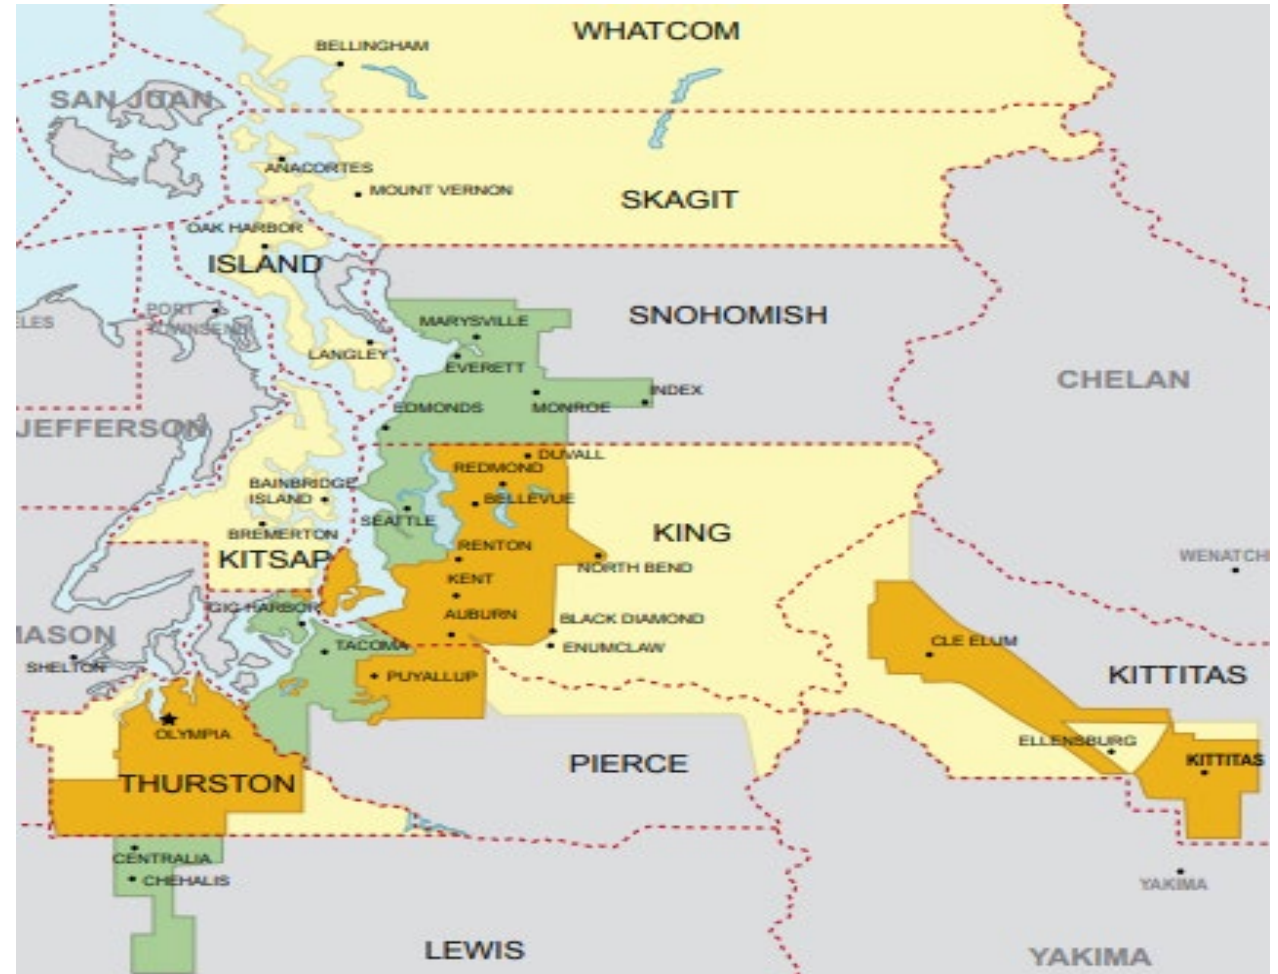 WHATCOM
BELLINGHAM
SAN JUAN
ANACORTES
MOUNT VERNON
SKAGIT
OAK HARBOR
ISLAND
PORT
TOWNSEND
ELES
SNOHOMISH
MARYSVILLE
LANGLEY
EVERETT
CHELAN
INDEX
EDMONDS
MONROE
JEFFERSON
DUVALL
REDMOND
BAINBRIDGE
ISLAND
BELLEVUE
SEATTLE
BREMERTON
KING
KITSAP
RENTON
NORTH BEND
WENATCH
KENT
GIG HARBOR
AUBURN
BLACK DIAMOND
MASON
TACOMA
ENUMCLAW
CLE ELUM
SHELTON
PUYALLUP
KITTITAS
OLYMPIA
ELLENSBURG
PIERCE
KITTITAS
THURSTON
CENTRALIA
CHEHALIS
YAKIMA
LEWIS
YAKIMA